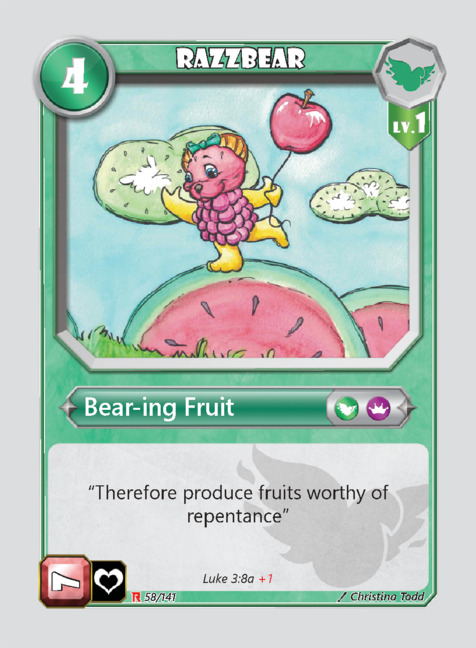 RAZZBEAR
4
LV.1
Bear-ing Fruit
“Therefore produce fruits worthy of
repentance”
Luke 3:8a +1
7
R 58/141
Christina Todd